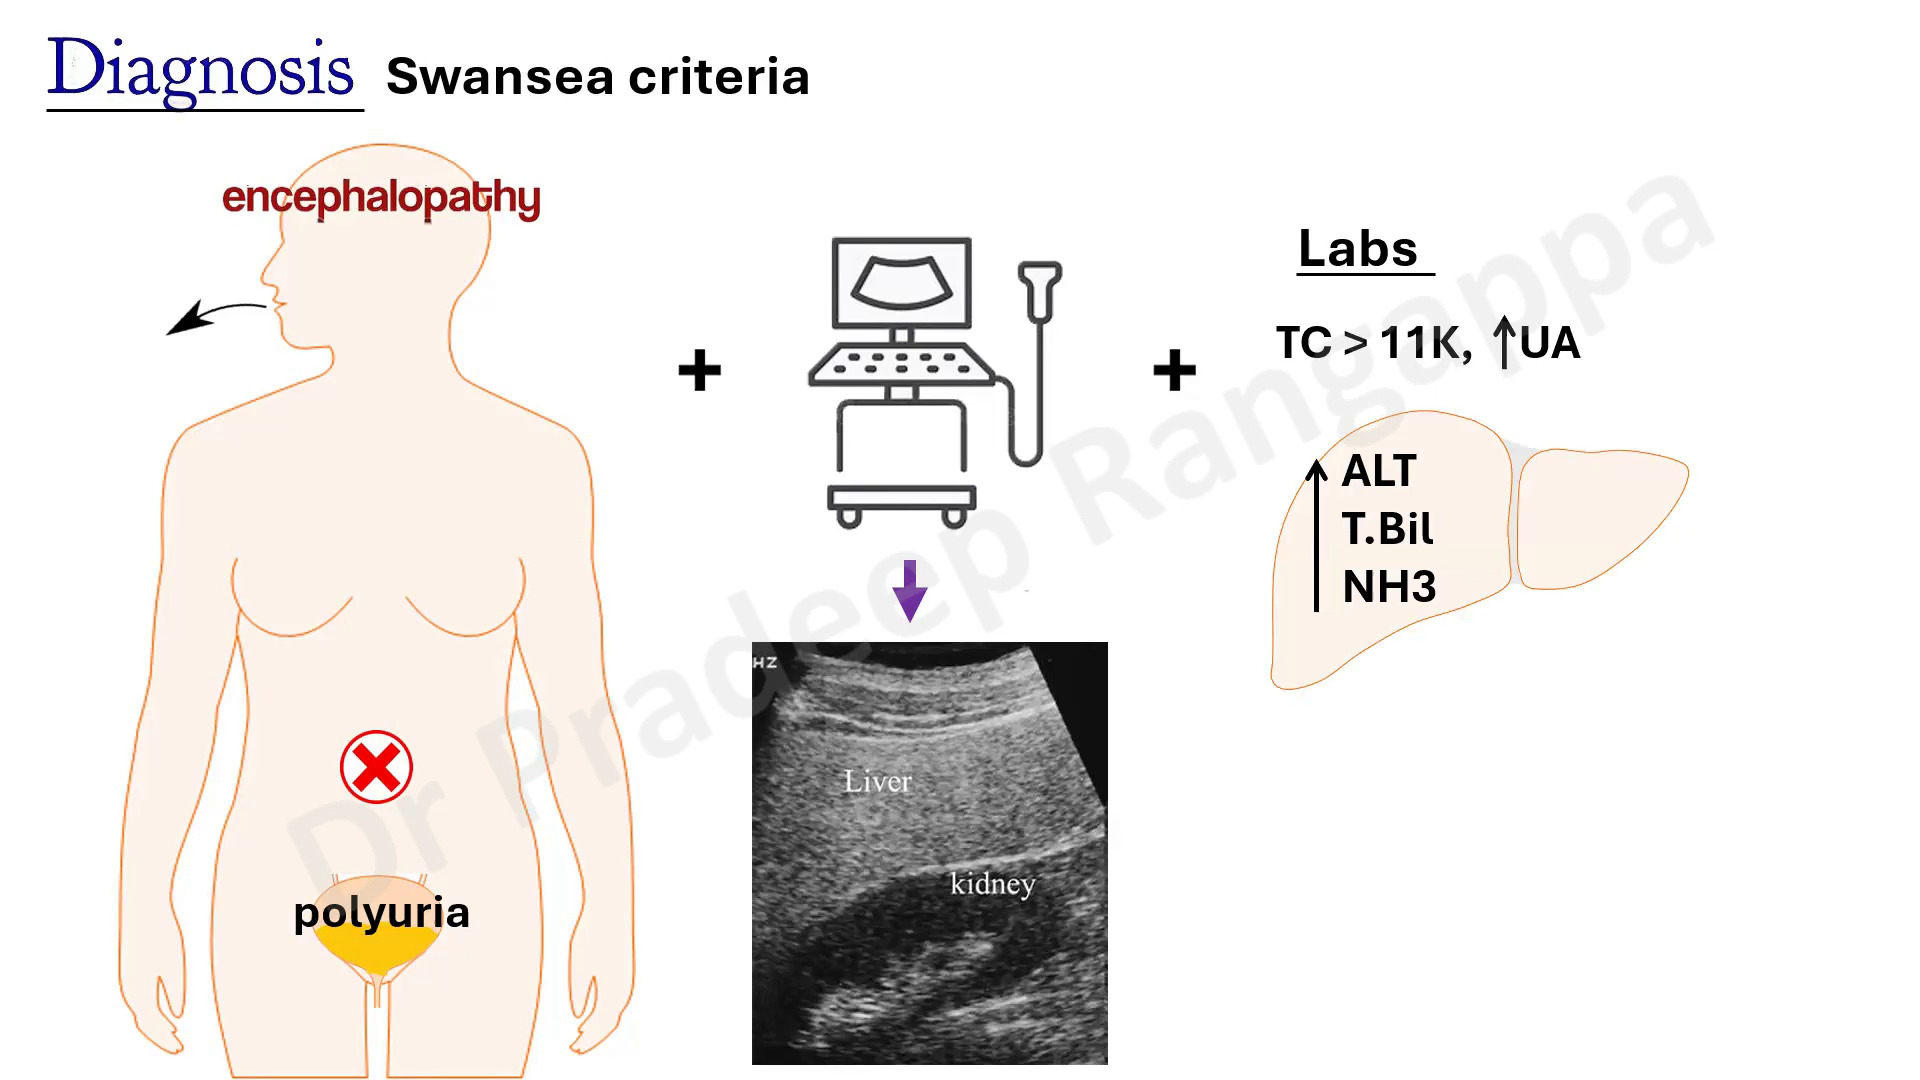 Diagnosis Swansea criteria
encephalopathy
polyuria
HZ
Liver
kidney
Labs
TC > 11K, ↑UA
↑ ALT
T.Bil
NH3
Dr Pradeep Rangappa